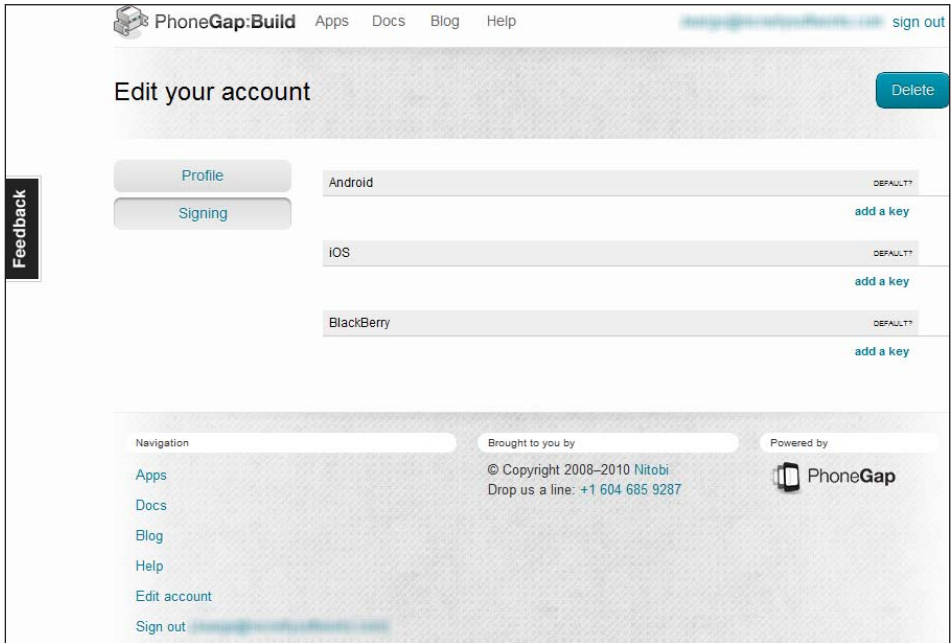 PhoneGap:Build Apps Docs Blog Help sign out
Edit your account
Delete
Feedback
Profile
Signing
Android DEFAULT?
add a key
iOS DEFAULT?
add a key
BlackBerry DEFAULT?
add a key
Navigation
Apps
Docs
Blog
Help
Edit account
Sign out
Brought to you by
© Copyright 2008–2010 Nitobi
Drop us a line: +1 604 685 9287
Powered by
PhoneGap